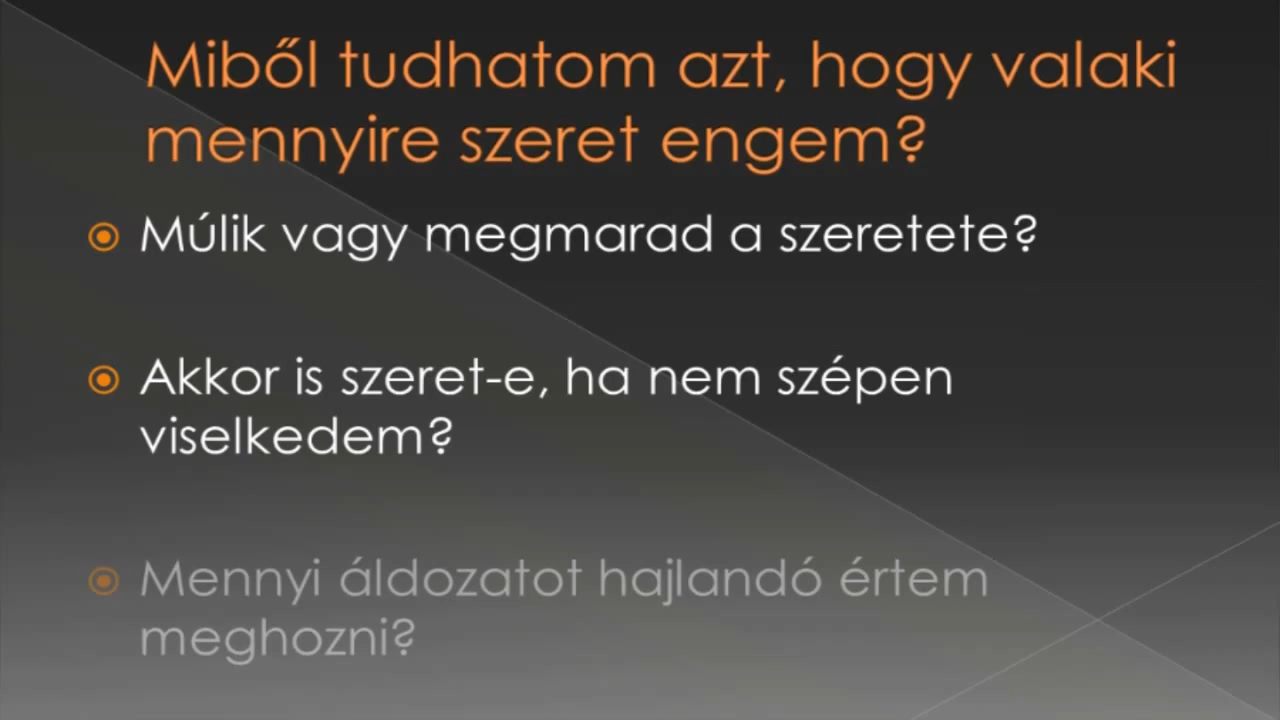 Miből tudhatom azt, hogy valaki
mennyire szeret engem?
Múlik vagy megmarad a szeretete?
Akkor is szeret-e, ha nem szépen
viselkedem?
Mennyi áldozatot hajlandó értem
meghozni?